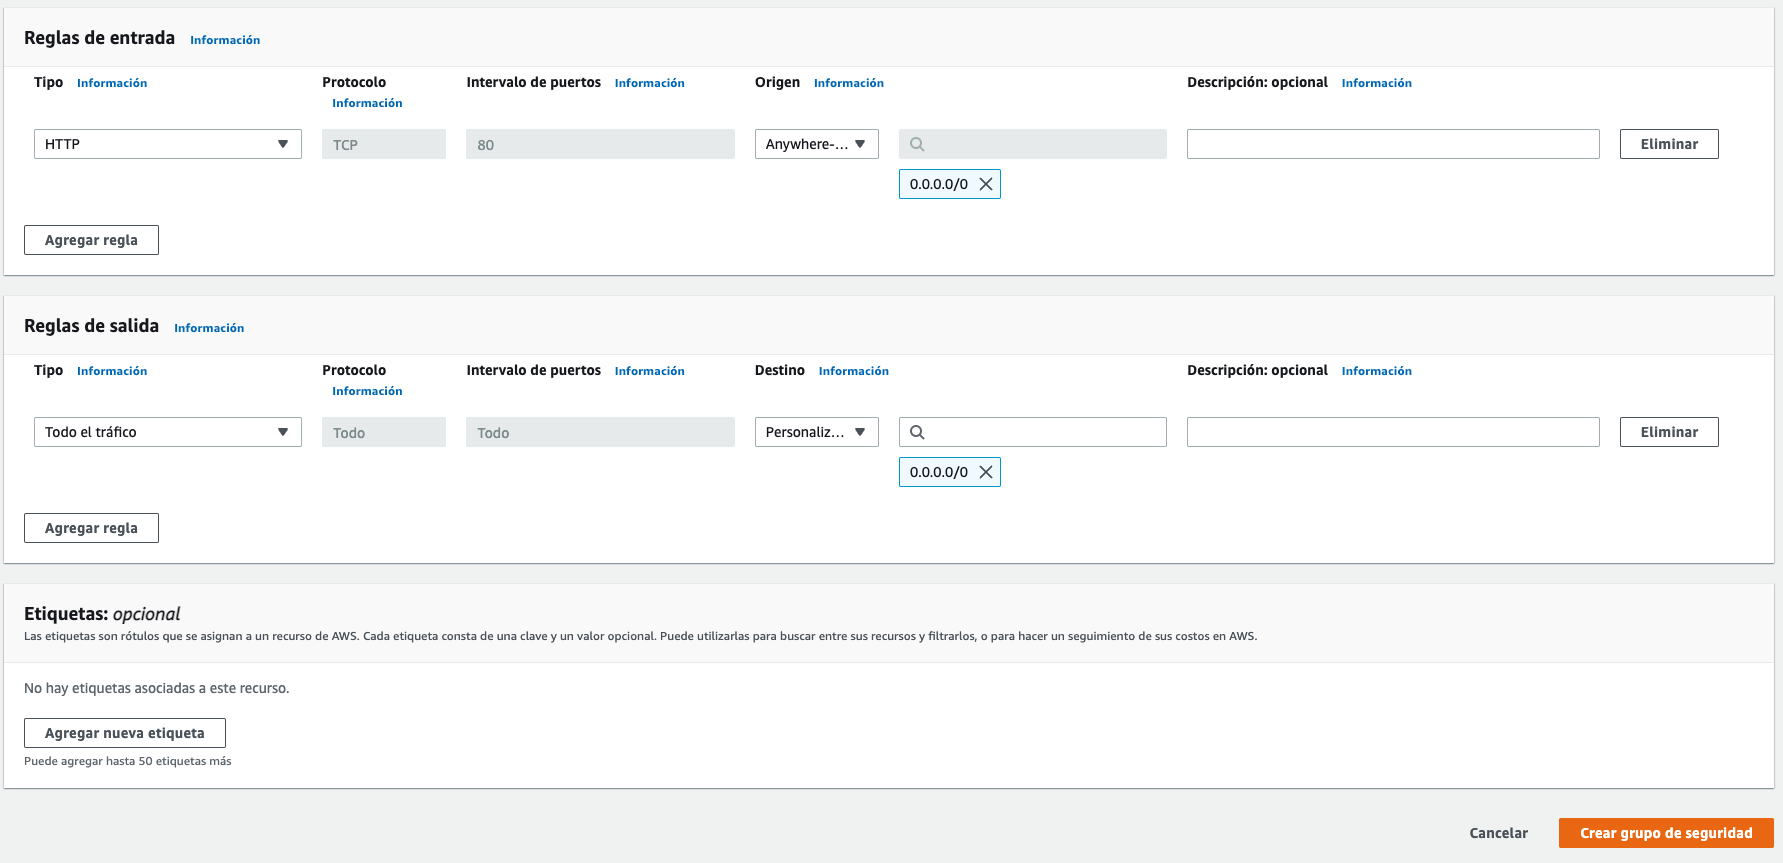 Reglas de entrada Información
Tipo Información Protocolo Información Intervalo de puertos Información Origen Información Descripción: opcional Información
HTTP TCP 80 Anywhere-... Eliminar
0.0.0.0/0
Agregar regla
Reglas de salida Información
Tipo Información Protocolo Información Intervalo de puertos Información Destino Información Descripción: opcional Información
Todo el tráfico Todo Todo Personaliz... Eliminar
0.0.0.0/0
Agregar regla
Etiquetas: opcional
Las etiquetas son rótulos que se asignan a un recurso de AWS. Cada etiqueta consta de una clave y un valor opcional. Puede utilizarlas para buscar entre sus recursos y filtrarlos, o para hacer un seguimiento de sus costos en AWS.
No hay etiquetas asociadas a este recurso.
Agregar nueva etiqueta
Puede agregar hasta 50 etiquetas más
Cancelar Crear grupo de seguridad